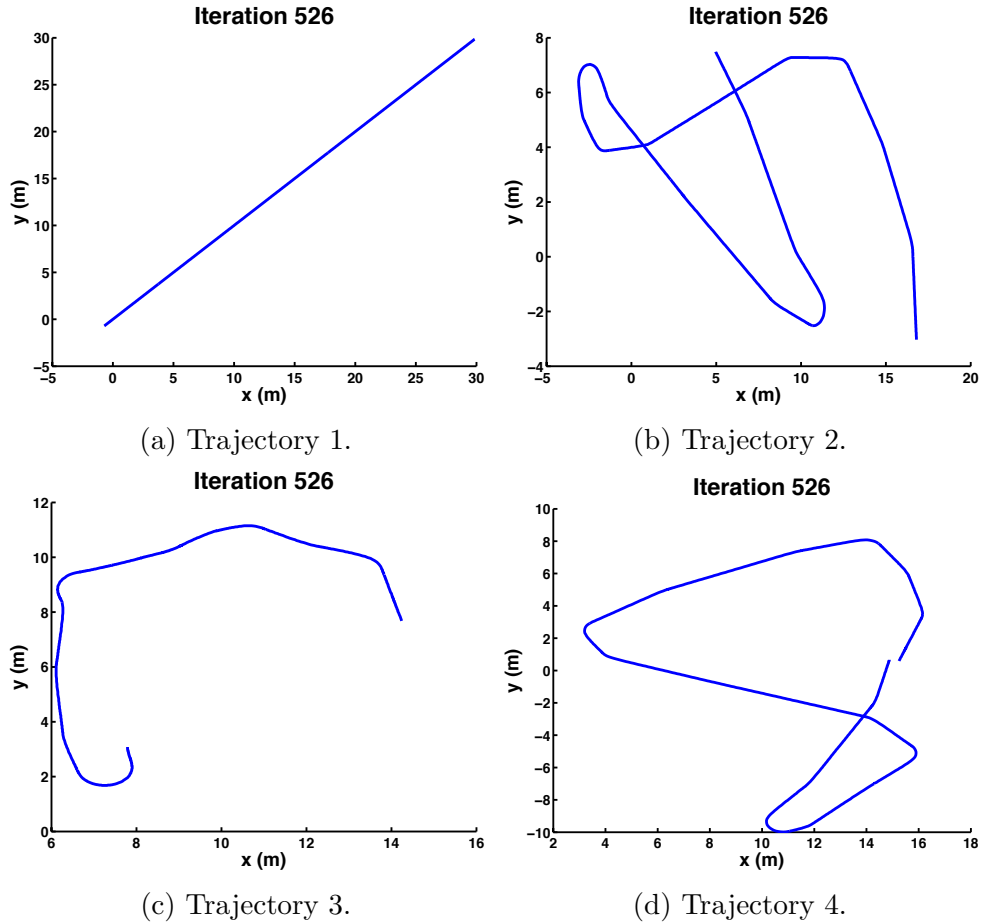 Iteration 526
30
25
20
15
10
5
0
−5
y (m)
−5 0 5 10 15 20 25 30
x (m)
(a) Trajectory 1.
Iteration 526
8
6
4
2
0
−2
−4
y (m)
−5 0 5 10 15 20
x (m)
(b) Trajectory 2.
Iteration 526
12
10
8
6
4
2
0
y (m)
6 8 10 12 14 16
x (m)
(c) Trajectory 3.
Iteration 526
10
8
6
4
2
0
−2
−4
−6
−8
−10
y (m)
2 4 6 8 10 12 14 16 18
x (m)
(d) Trajectory 4.